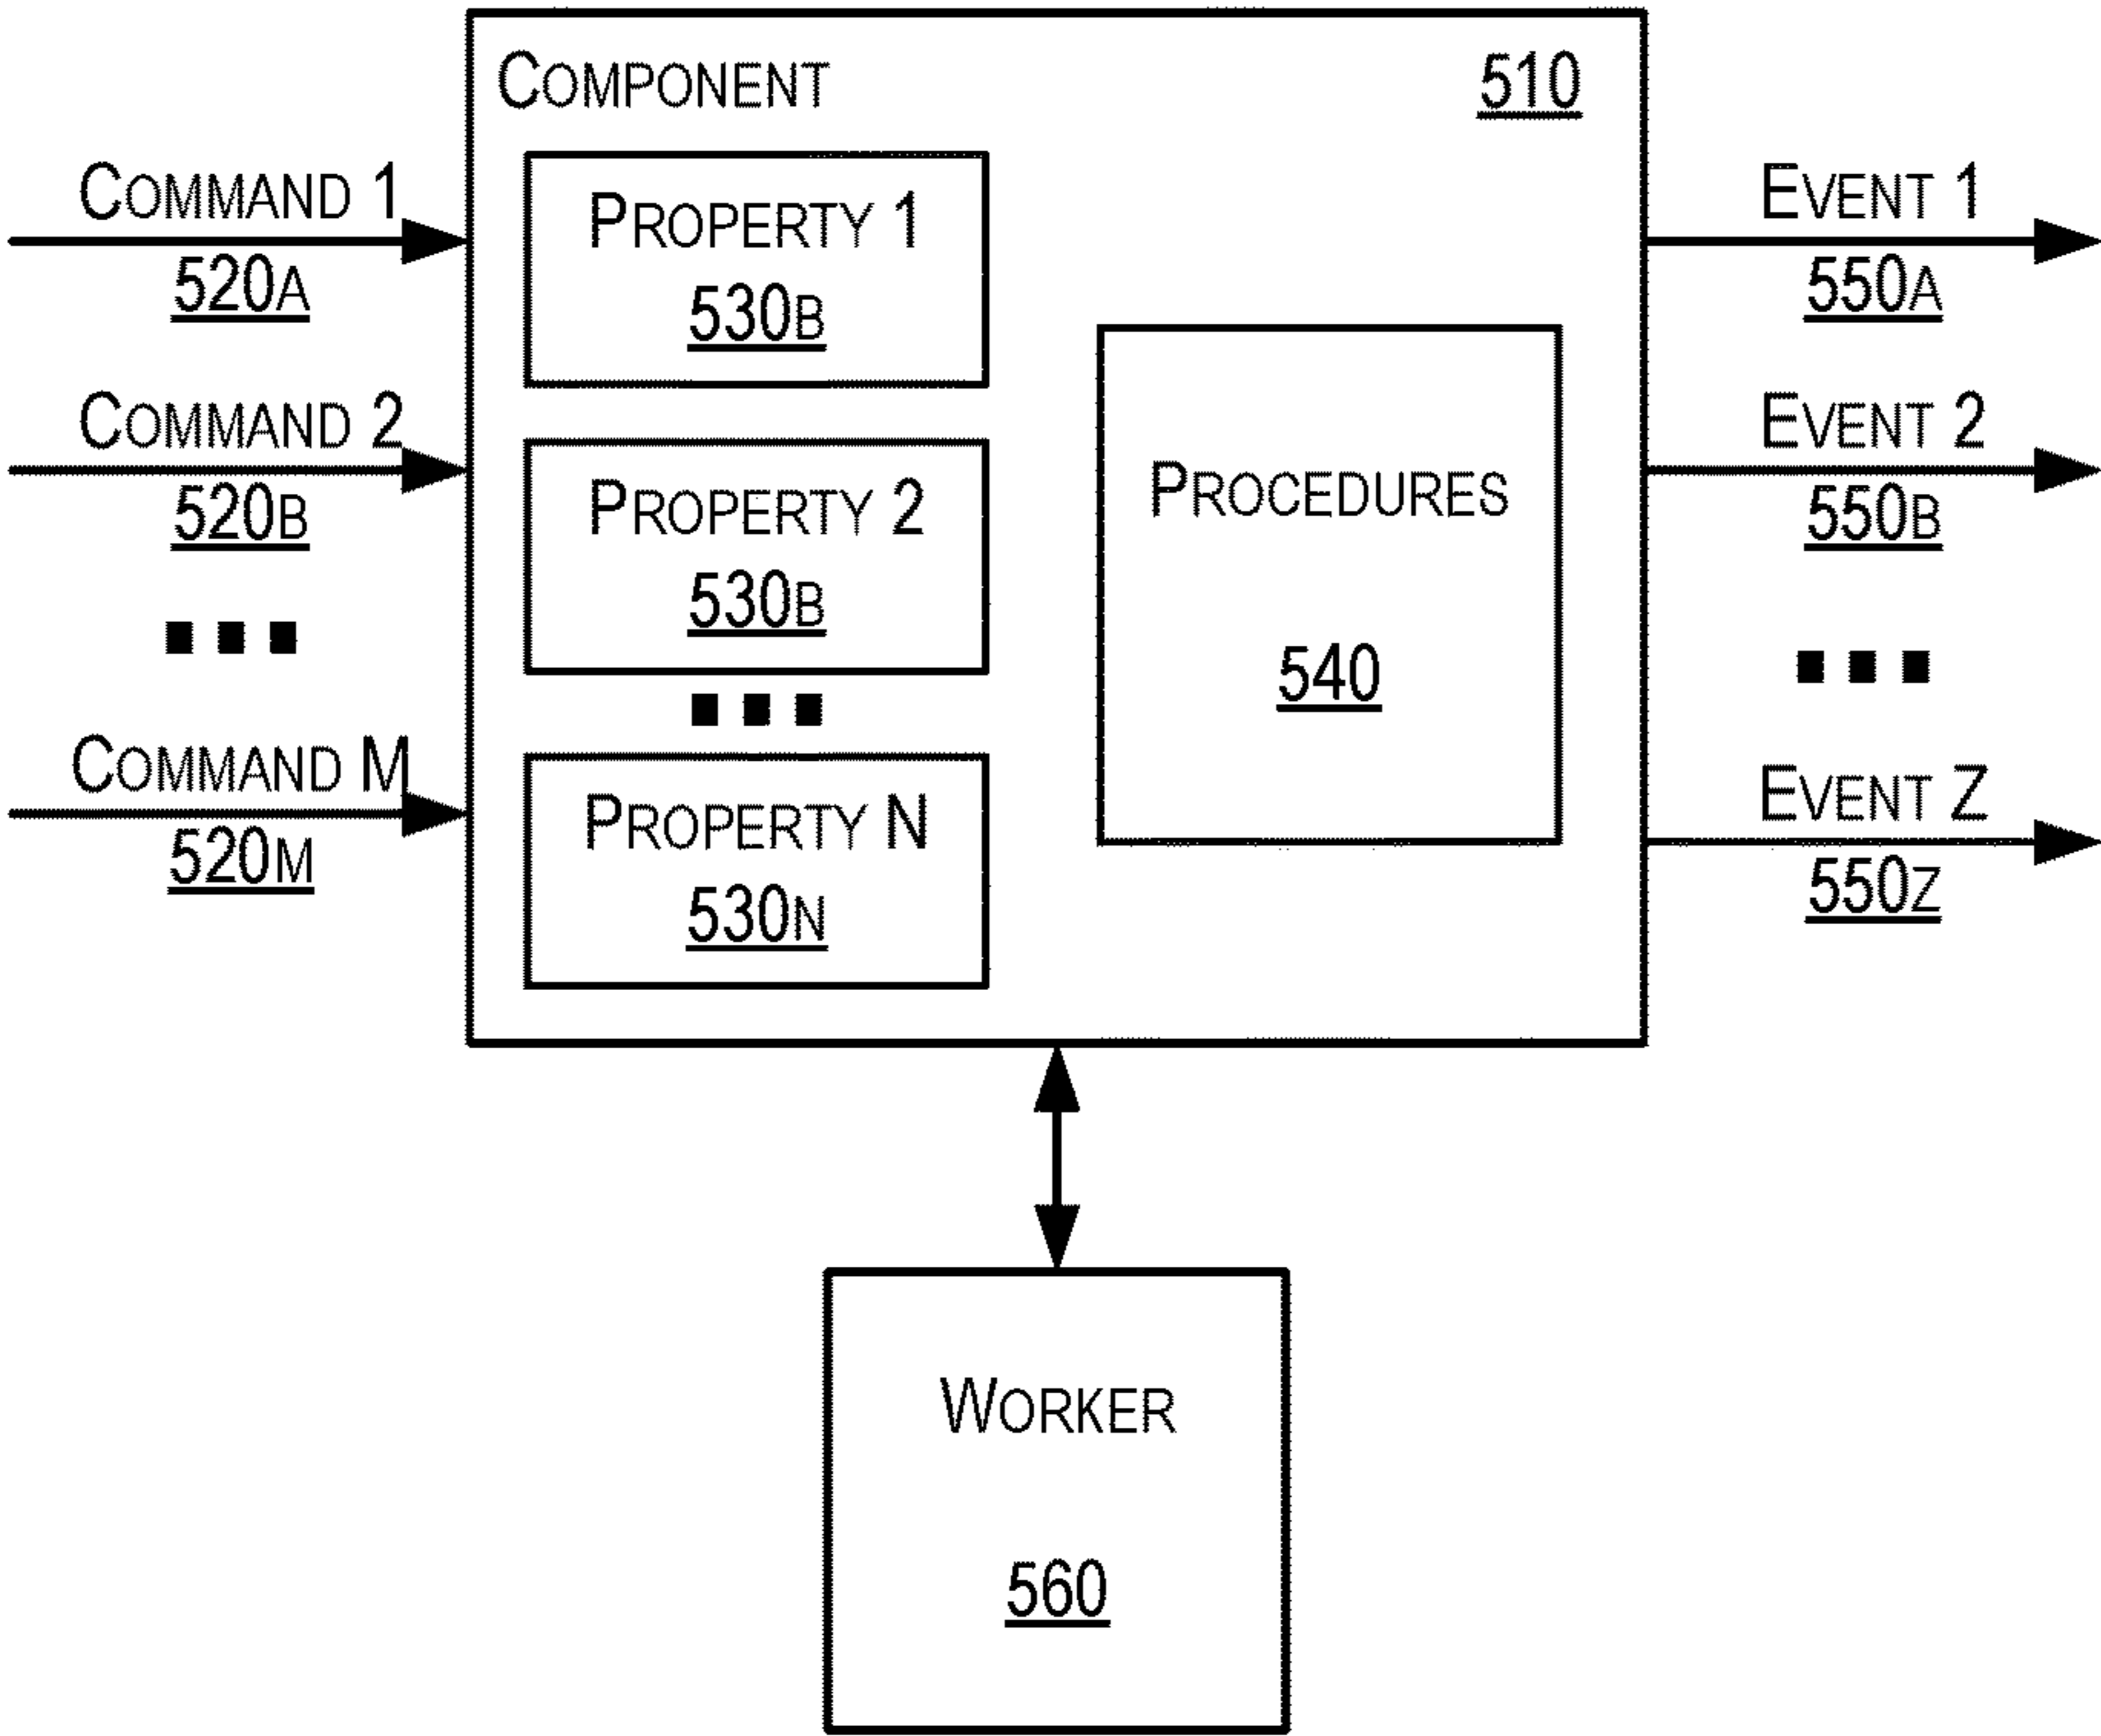 COMPONENT
510
COMMAND 1
520A
COMMAND 2
520B
COMMAND M
520M
PROPERTY 1
530B
PROPERTY 2
530B
PROPERTY N
530N
PROCEDURES
540
EVENT 1
550A
EVENT 2
550B
EVENT Z
550Z
WORKER
560